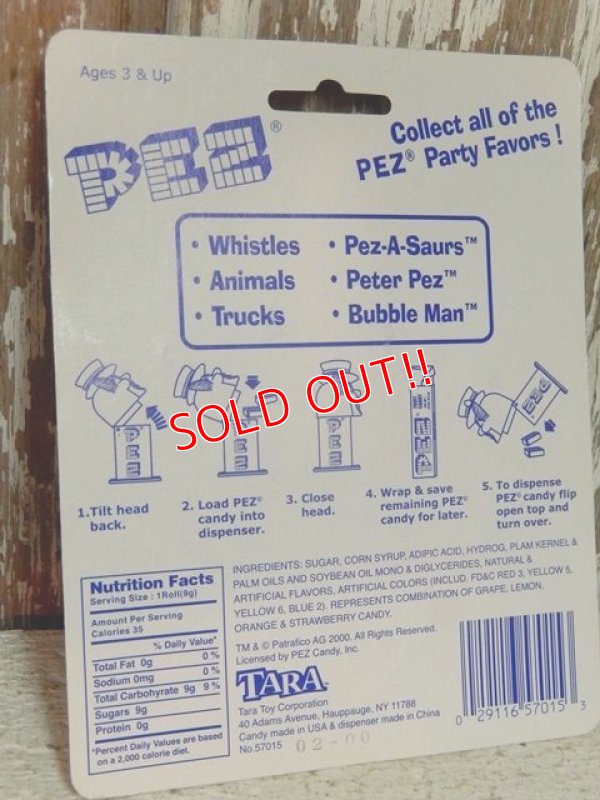 Ages 3 & Up
PEZ®
Collect all of the
PEZ® Party Favors !
• Whistles • Pez-A-Saurs™
• Animals • Peter Pez™
• Trucks • Bubble Man™
SOLD OUT!!
PEZ
PEZ
PEZ
PEZ
PEZ
1.Tilt head
back.
2. Load PEZ®
candy into
dispenser.
3. Close
head.
4. Wrap & save
remaining PEZ®
candy for later.
5. To dispense
PEZ® candy flip
open top and
turn over.
Nutrition Facts
Serving Size : 1Roll(9g)
Amount Per Serving
Calories 35
% Daily Value*
Total Fat 0g 0%
Sodium 0mg 0%
Total Carbohydrate 9g 9%
Sugars 9g
Protein 0g
*Percent Daily Values are based
on a 2,000 calorie diet.
INGREDIENTS: SUGAR, CORN SYRUP, ADIPIC ACID, HYDROG, PLAM KERNEL &
PALM OILS AND SOYBEAN OIL MONO & DIGLYCERIDES, NATURAL &
ARTIFICIAL FLAVORS, ARTIFICIAL COLORS (INCLUD. FD&C RED 3, YELLOW 5,
YELLOW 6, BLUE 2). REPRESENTS COMBINATION OF GRAPE, LEMON,
ORANGE & STRAWBERRY CANDY.
TM & © Patrafico AG 2000. All Rights Reserved.
Licensed by PEZ Candy, Inc.
TARA™
Tara Toy Corporation
40 Adams Avenue, Hauppauge, NY 11788
Candy made in USA & dispenser made in China
No.57015 02-00
0 29116 57015 3